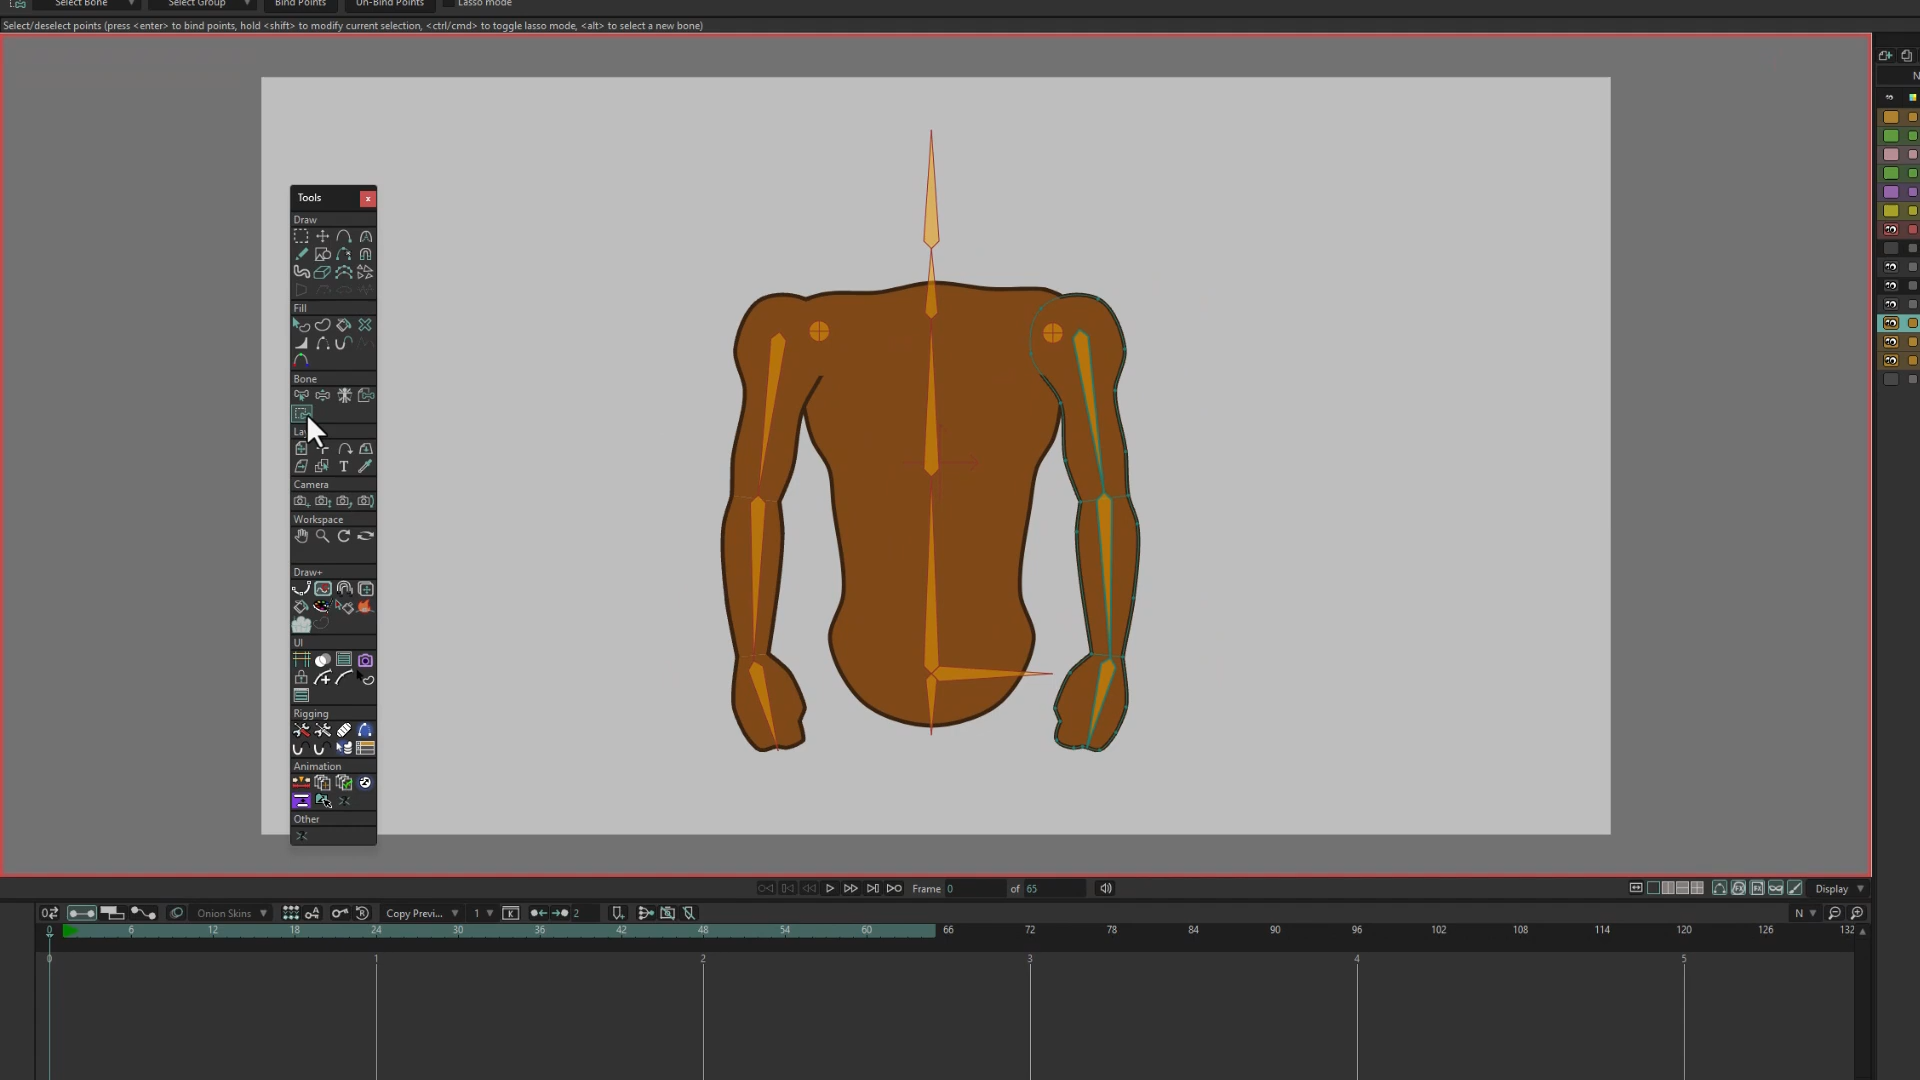 Select Bone Select Group Bind Points Un-Bind Points Lasso mode
Select/deselect points (press <enter> to bind points, hold <shift> to modify current selection, <ctrl/cmd> to toggle lasso mode, <alt> to select a new bone)
N
Tools x
Draw
Fill
Bone
Lay
T
Camera
Workspace
Draw+
UI
Rigging
Animation
Other
Frame 0 of 65 Display
Onion Skins Copy Previ... 1 K 2 N
0 6 12 18 24 30 36 42 48 54 60 66 72 78 84 90 96 102 108 114 120 126 132
0 1 2 3 4 5